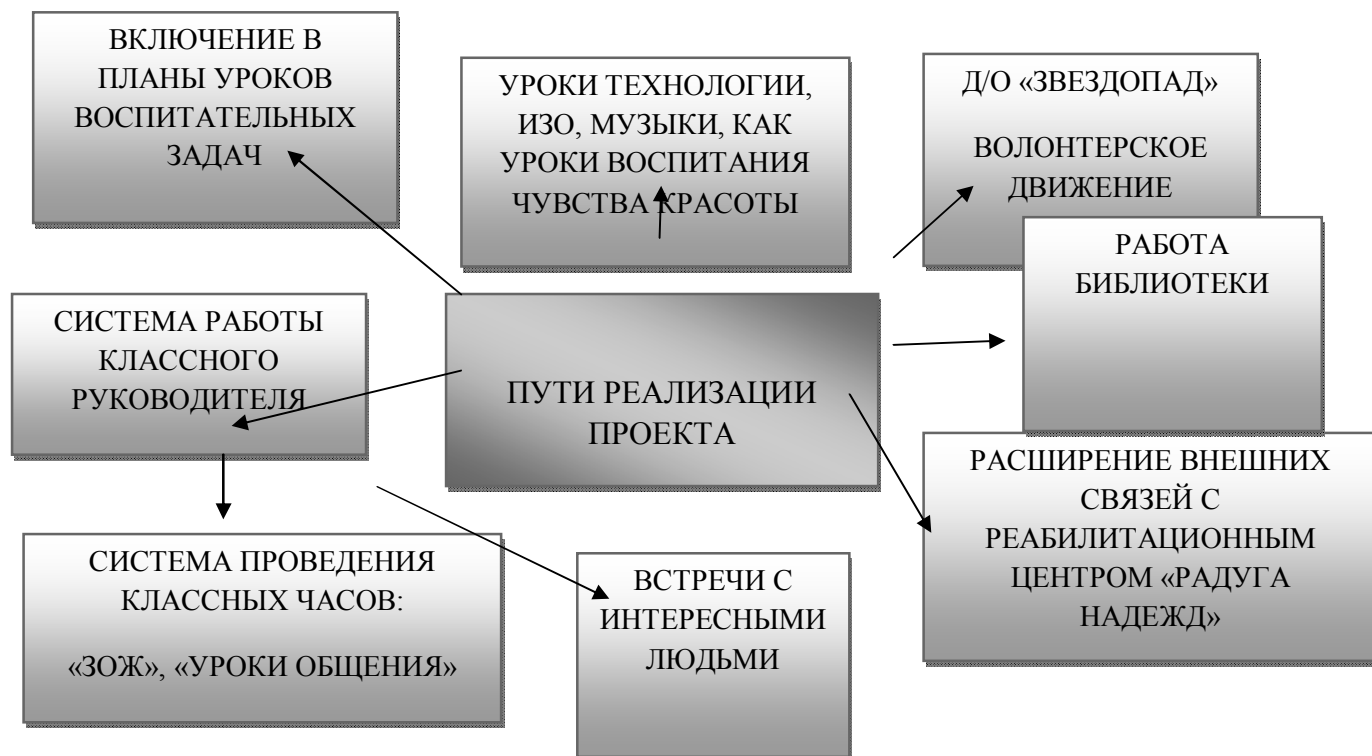 ВКЛЮЧЕНИЕ В
ПЛАНЫ УРОКОВ
ВОСПИТАТЕЛЬНЫХ
ЗАДАЧ
УРОКИ ТЕХНОЛОГИИ,
ИЗО, МУЗЫКИ, КАК
УРОКИ ВОСПИТАНИЯ
ЧУВСТВА КРАСОТЫ
Д/О «ЗВЕЗДОПАД»
ВОЛОНТЕРСКОЕ
ДВИЖЕНИЕ
РАБОТА
БИБЛИОТЕКИ
СИСТЕМА РАБОТЫ
КЛАССНОГО
РУКОВОДИТЕЛЯ
ПУТИ РЕАЛИЗАЦИИ
ПРОЕКТА
РАСШИРЕНИЕ ВНЕШНИХ
СВЯЗЕЙ С
РЕАБИЛИТАЦИОННЫМ
ЦЕНТРОМ «РАДУГА
НАДЕЖД»
СИСТЕМА ПРОВЕДЕНИЯ
КЛАССНЫХ ЧАСОВ:
«ЗОЖ», «УРОКИ ОБЩЕНИЯ»
ВСТРЕЧИ С
ИНТЕРЕСНЫМИ
ЛЮДЬМИ